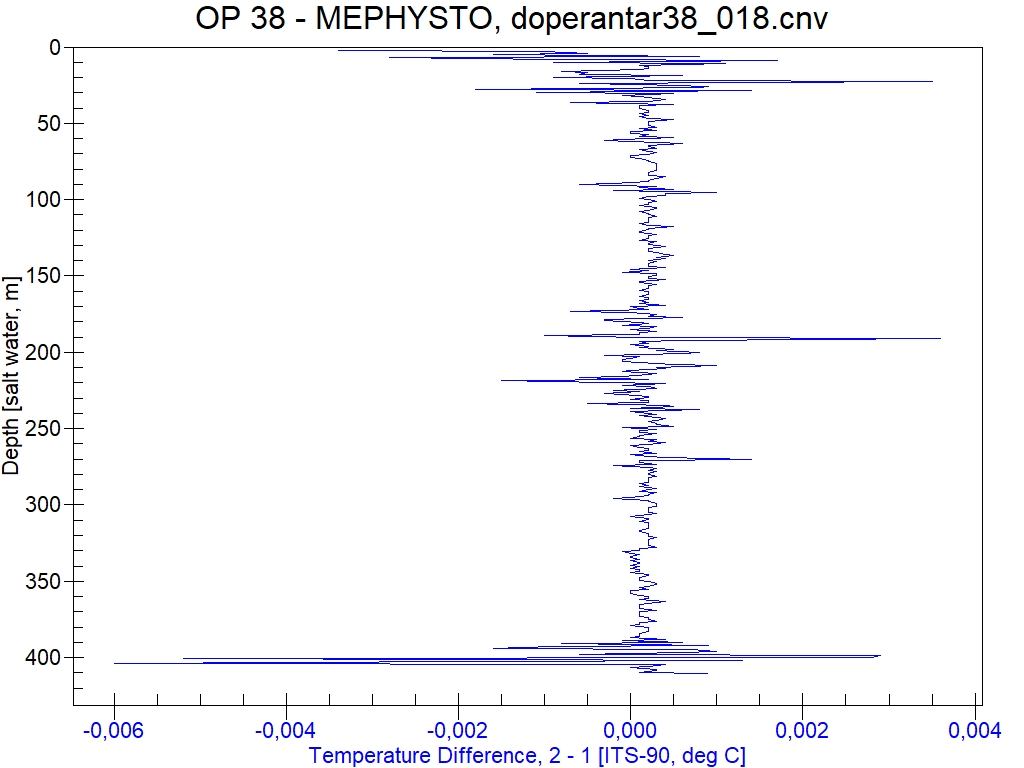 OP 38 - MEPHYSTO, doperantar38_018.cnv
0
50
100
150
200
250
300
350
400
Depth [salt water, m]
-0,006 -0,004 -0,002 0,000 0,002 0,004
Temperature Difference, 2 - 1 [ITS-90, deg C]